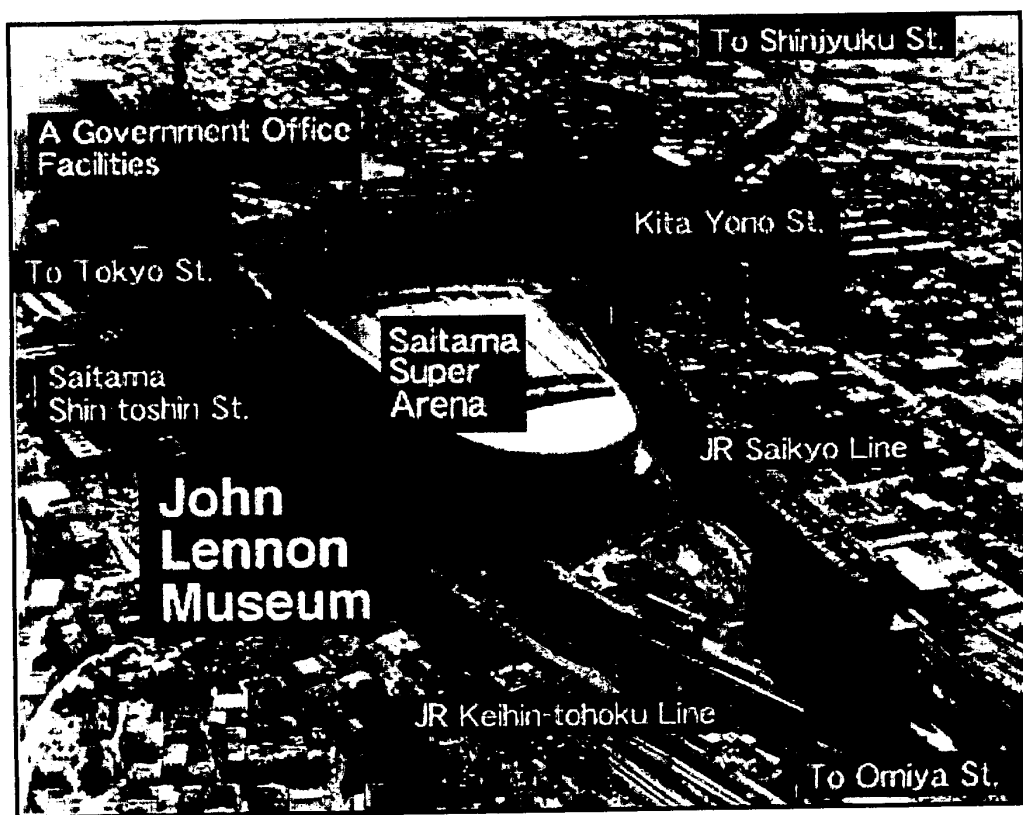 To Shinjyuku St.
A Government Office
Facilities
Kita Yono St.
To Tokyo St.
Saitama
Super
Arena
Saitama
Shin toshin St.
JR Saikyo Line
John
Lennon
Museum
JR Keihin-tohoku Line
To Omiya St.